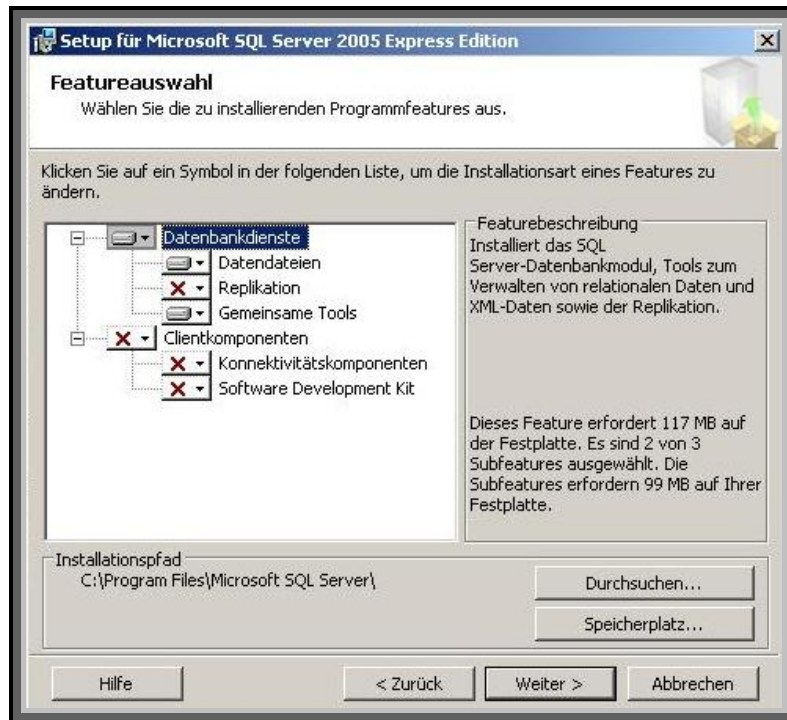 Setup für Microsoft SQL Server 2005 Express Edition
Featureauswahl
Wählen Sie die zu installierenden Programmfeatures aus.
Klicken Sie auf ein Symbol in der folgenden Liste, um die Installationsart eines Features zu
ändern.
Datenbankdienste
Datendateien
Replikation
Gemeinsame Tools
Clientkomponenten
Konnektivitätskomponenten
Software Development Kit
Featurebeschreibung
Installiert das SQL
Server-Datenbankmodul, Tools zum
Verwalten von relationalen Daten und
XML-Daten sowie der Replikation.
Dieses Feature erfordert 117 MB auf
der Festplatte. Es sind 2 von 3
Subfeatures ausgewählt. Die
Subfeatures erfordern 99 MB auf Ihrer
Festplatte.
Installationspfad
C:\Program Files\Microsoft SQL Server\
Durchsuchen...
Speicherplatz...
Hilfe
< Zurück
Weiter >
Abbrechen